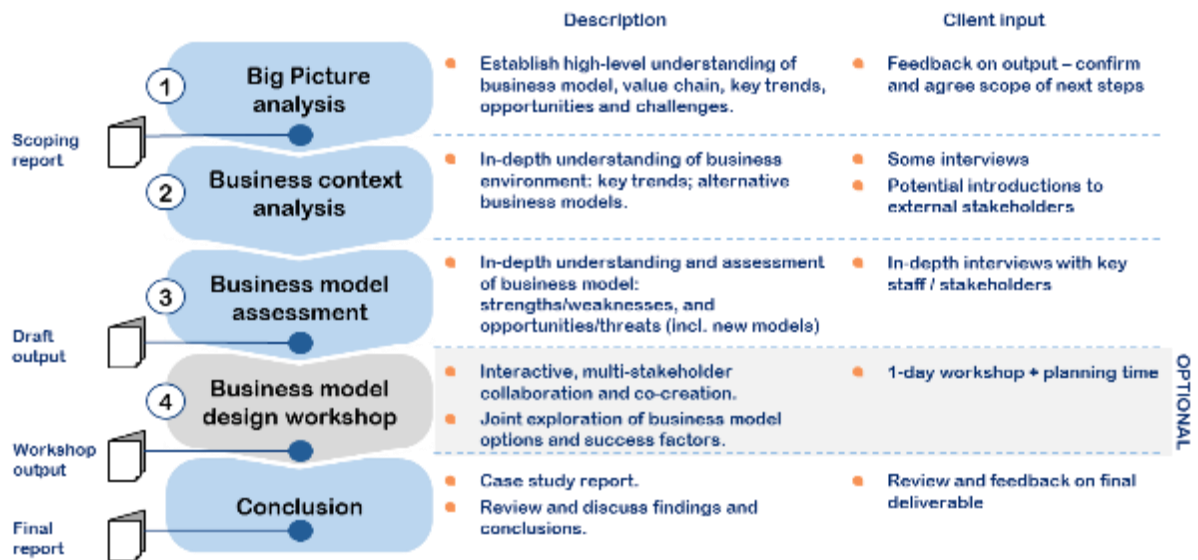 Description
Client input
1
Big Picture
analysis
Establish high-level understanding of
business model, value chain, key trends,
opportunities and challenges.
Feedback on output – confirm
and agree scope of next steps
Scoping
report
2
Business context
analysis
In-depth understanding of business
environment: key trends; alternative
business models.
Some interviews
Potential introductions to
external stakeholders
3
Business model
assessment
In-depth understanding and assessment
of business model:
strengths/weaknesses, and
opportunities/threats (incl. new models)
In-depth interviews with key
staff / stakeholders
Draft
output
4
Business model
design workshop
Interactive, multi-stakeholder
collaboration and co-creation.
Joint exploration of business model
options and success factors.
1-day workshop + planning time
OPTIONAL
Workshop
output
Conclusion
Case study report.
Review and discuss findings and
conclusions.
Review and feedback on final
deliverable
Final
report